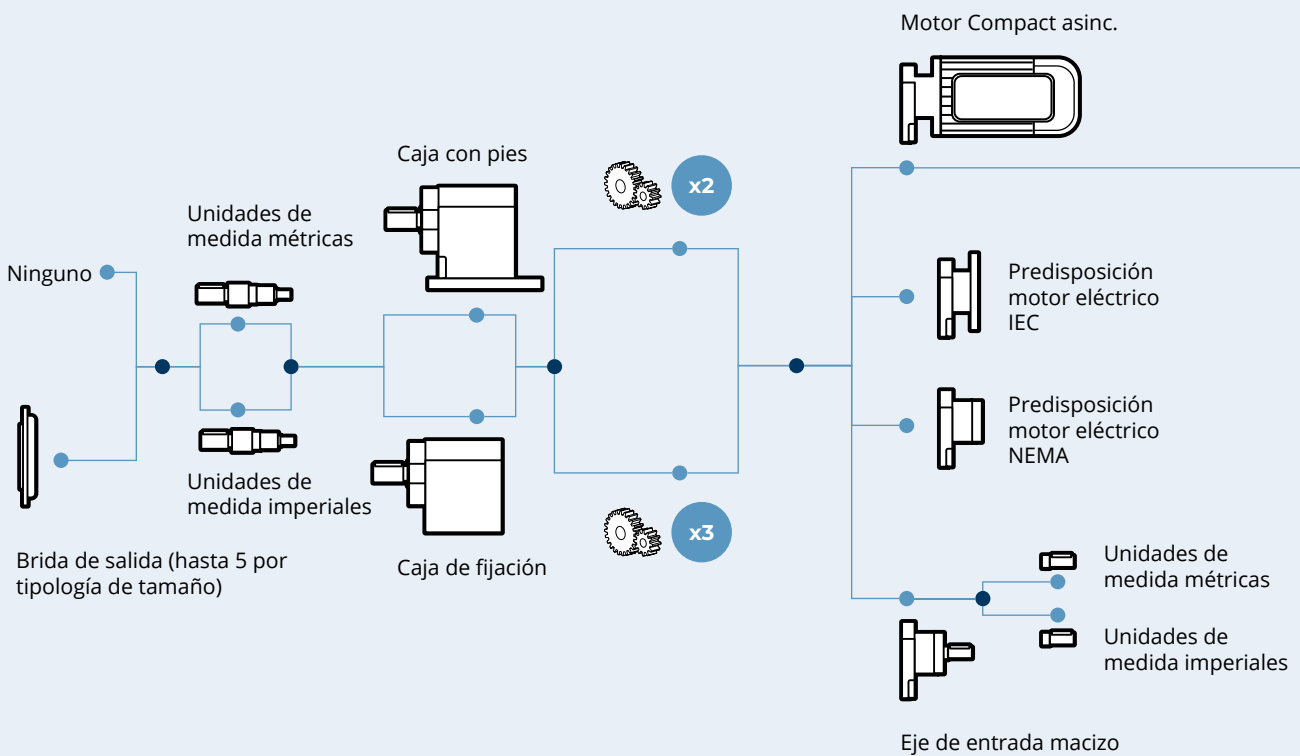 Motor Compact asinc.
Caja con pies
x2
Unidades de
medida métricas
Ninguno
Predisposición
motor eléctrico
IEC
Predisposición
motor eléctrico
NEMA
Unidades de
medida imperiales
x3
Brida de salida (hasta 5 por
tipología de tamaño)
Caja de fijación
Unidades de
medida métricas
Unidades de
medida imperiales
Eje de entrada macizo